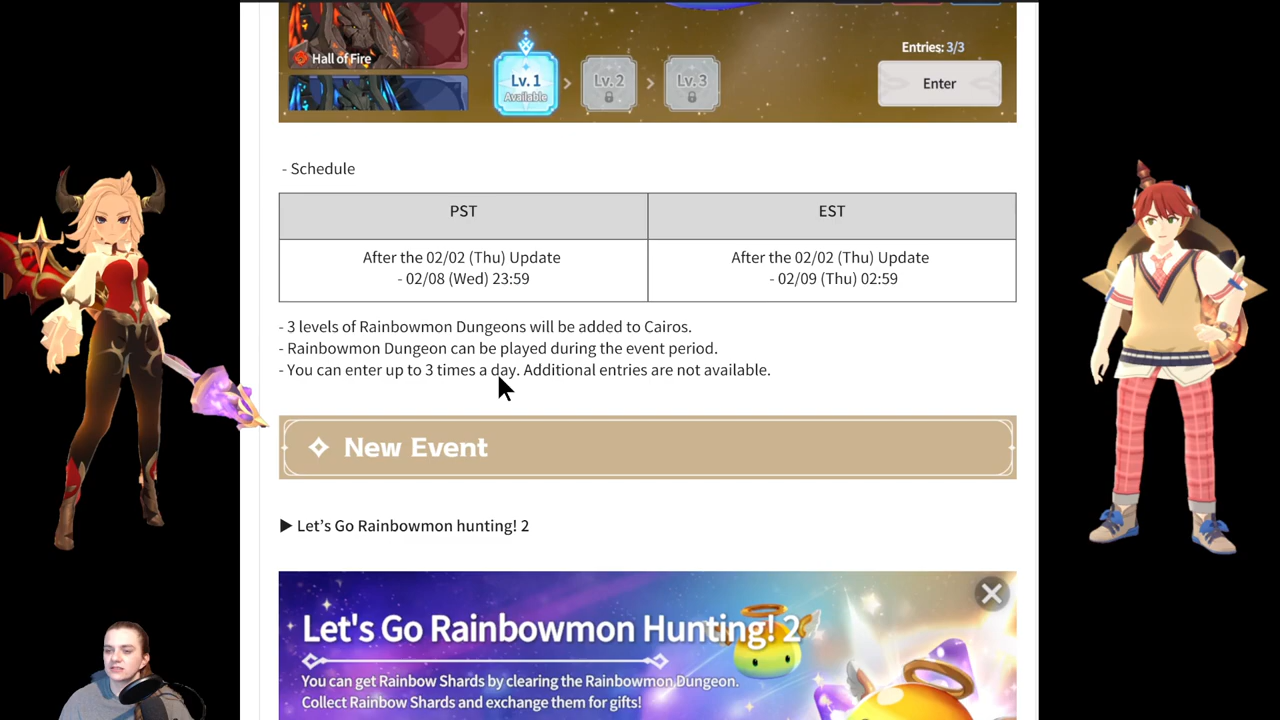 Hall of Fire
Lv. 1
Available
Lv. 2
Lv. 3
Entries: 3/3
Enter
- Schedule
PST
EST
After the 02/02 (Thu) Update
- 02/08 (Wed) 23:59
After the 02/02 (Thu) Update
- 02/09 (Thu) 02:59
- 3 levels of Rainbowmon Dungeons will be added to Cairos.
- Rainbowmon Dungeon can be played during the event period.
- You can enter up to 3 times a day. Additional entries are not available.
New Event
▶ Let’s Go Rainbowmon hunting! 2
Let's Go Rainbowmon Hunting! 2
You can get Rainbow Shards by clearing the Rainbowmon Dungeon.
Collect Rainbow Shards and exchange them for gifts!